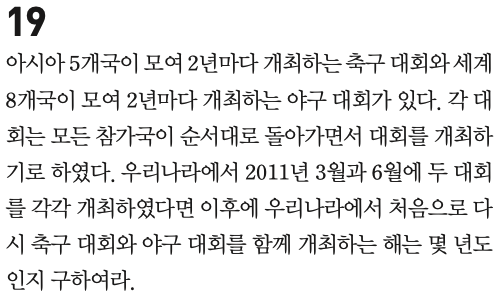 19
아시아 5개국이 모여 2년마다 개최하는 축구 대회와 세계
8개국이 모여 2년마다 개최하는 야구 대회가 있다. 각 대
회는 모든 참가국이 순서대로 돌아가면서 대회를 개최하
기로 하였다. 우리나라에서 2011년 3월과 6월에 두 대회
를 각각 개최하였다면 이후에 우리나라에서 처음으로 다
시 축구 대회와 야구 대회를 함께 개최하는 해는 몇 년도
인지 구하여라.